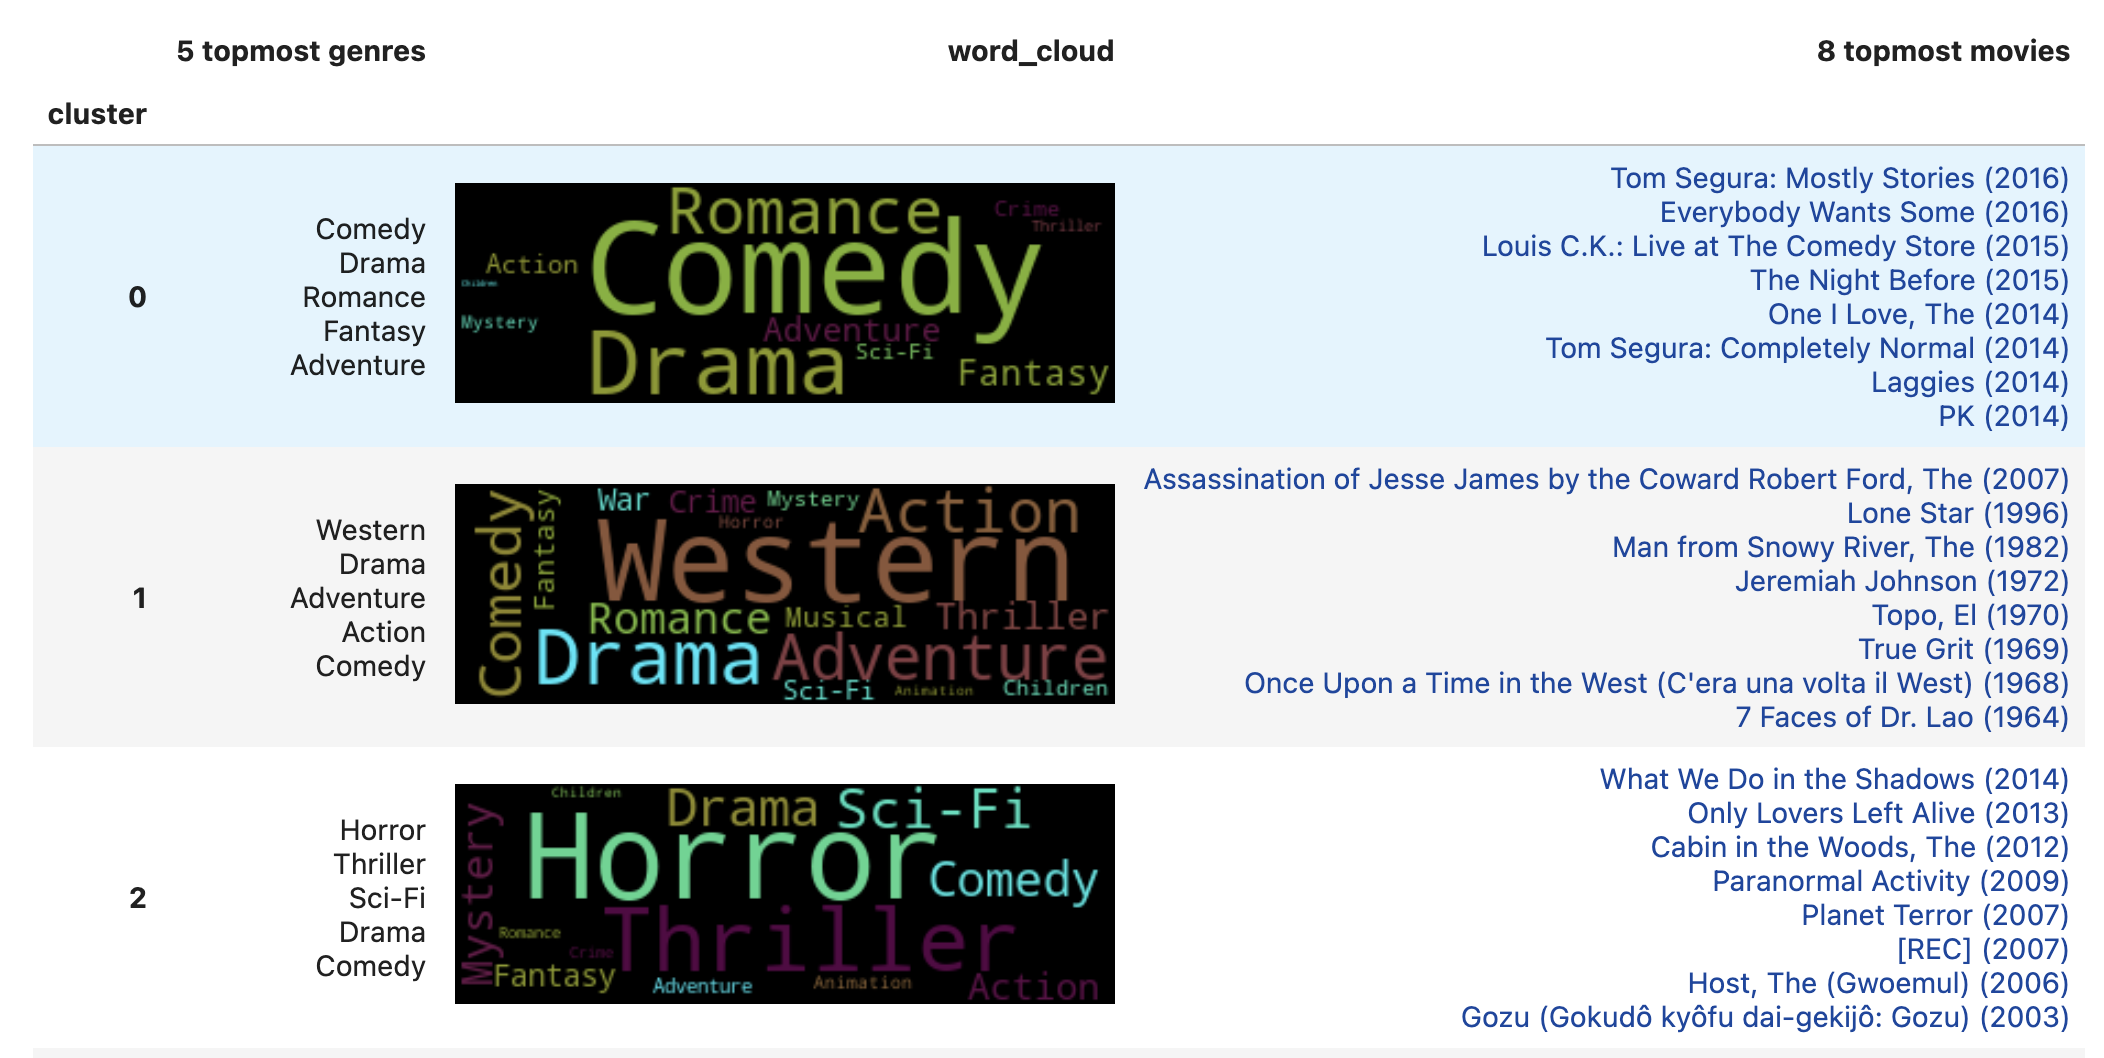 5 topmost genres word_cloud 8 topmost movies
cluster
0
Comedy
Drama
Romance
Fantasy
Adventure
Romance
Crime
Thriller
Comedy
Action
Children
Mystery
Adventure
Drama
Sci-Fi
Fantasy
Tom Segura: Mostly Stories (2016)
Everybody Wants Some (2016)
Louis C.K.: Live at The Comedy Store (2015)
The Night Before (2015)
One I Love, The (2014)
Tom Segura: Completely Normal (2014)
Laggies (2014)
PK (2014)
1
Western
Drama
Adventure
Action
Comedy
Comedy
Fantasy
War
Crime
Mystery
Action
Horror
Western
Romance
Musical
Thriller
Drama
Adventure
Sci-Fi
Animation
Children
Assassination of Jesse James by the Coward Robert Ford, The (2007)
Lone Star (1996)
Man from Snowy River, The (1982)
Jeremiah Johnson (1972)
Topo, El (1970)
True Grit (1969)
Once Upon a Time in the West (C'era una volta il West) (1968)
7 Faces of Dr. Lao (1964)
2
Horror
Thriller
Sci-Fi
Drama
Comedy
Mystery
Children
Drama
Sci-Fi
Horror
Comedy
Thriller
Romance
Crime
Fantasy
Adventure
Animation
Action
What We Do in the Shadows (2014)
Only Lovers Left Alive (2013)
Cabin in the Woods, The (2012)
Paranormal Activity (2009)
Planet Terror (2007)
[REC] (2007)
Host, The (Gwoemul) (2006)
Gozu (Gokudô kyôfu dai-gekijô: Gozu) (2003)